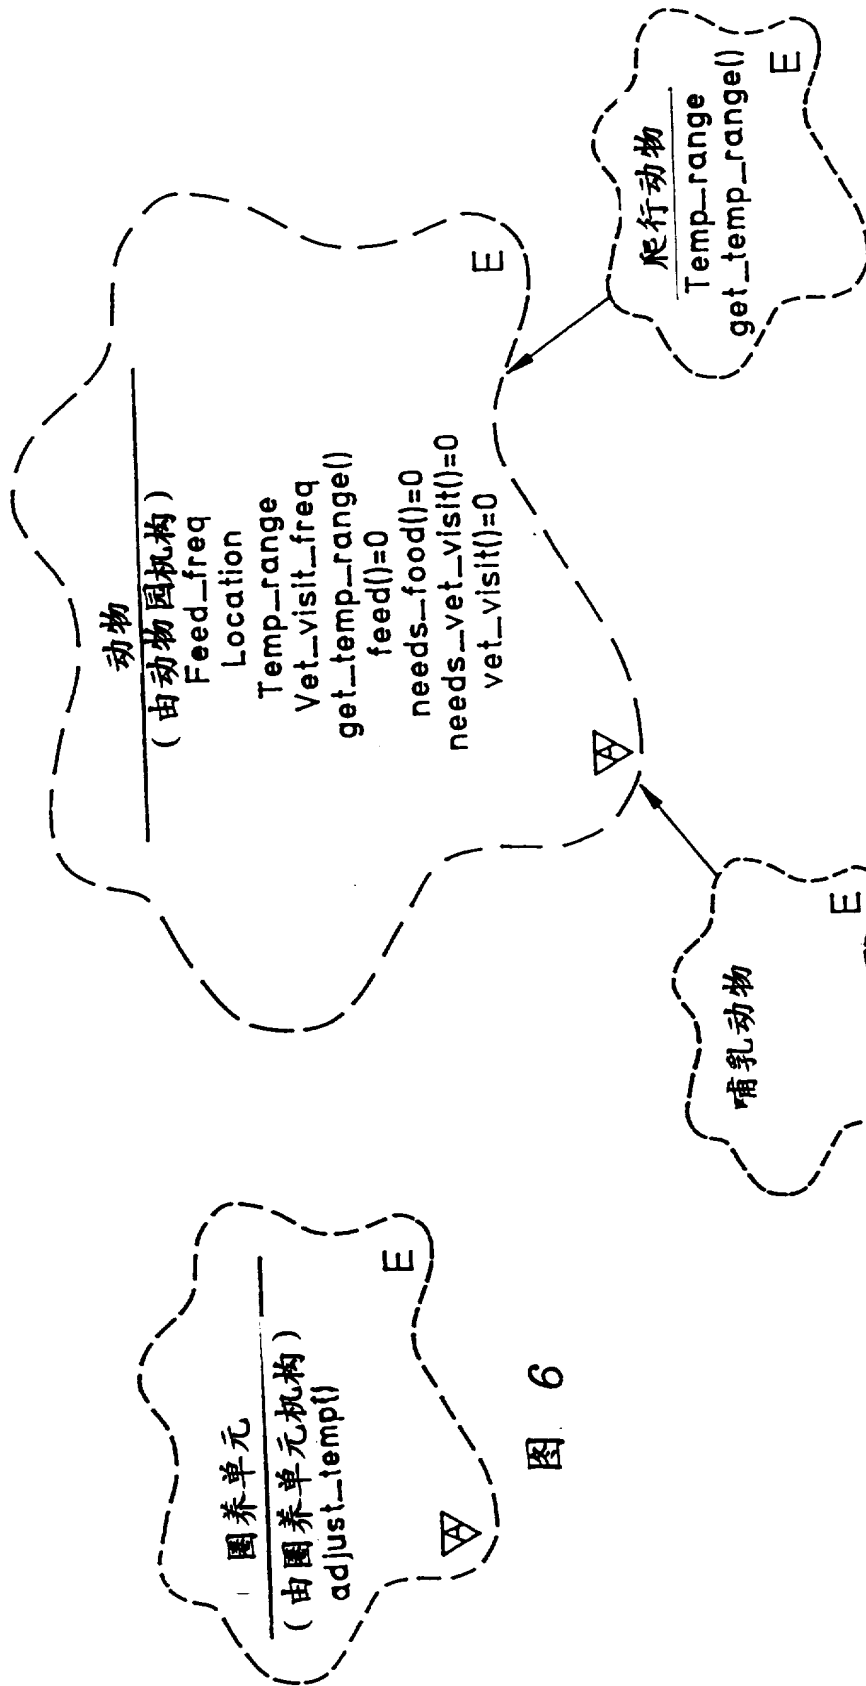 动物
(由动物园机构)
Feed_freq
Location
Temp_range
Vet_visit_freq
get_temp_range()
feed()=0
needs_food()=0
needs_vet_visit()=0
vet_visit()=0
A
E
爬行动物
Temp_range
get_temp_range()
E
哺乳动物
E
圈养单元
(由圈养单元机构)
adjust_temp()
A
E
图 6